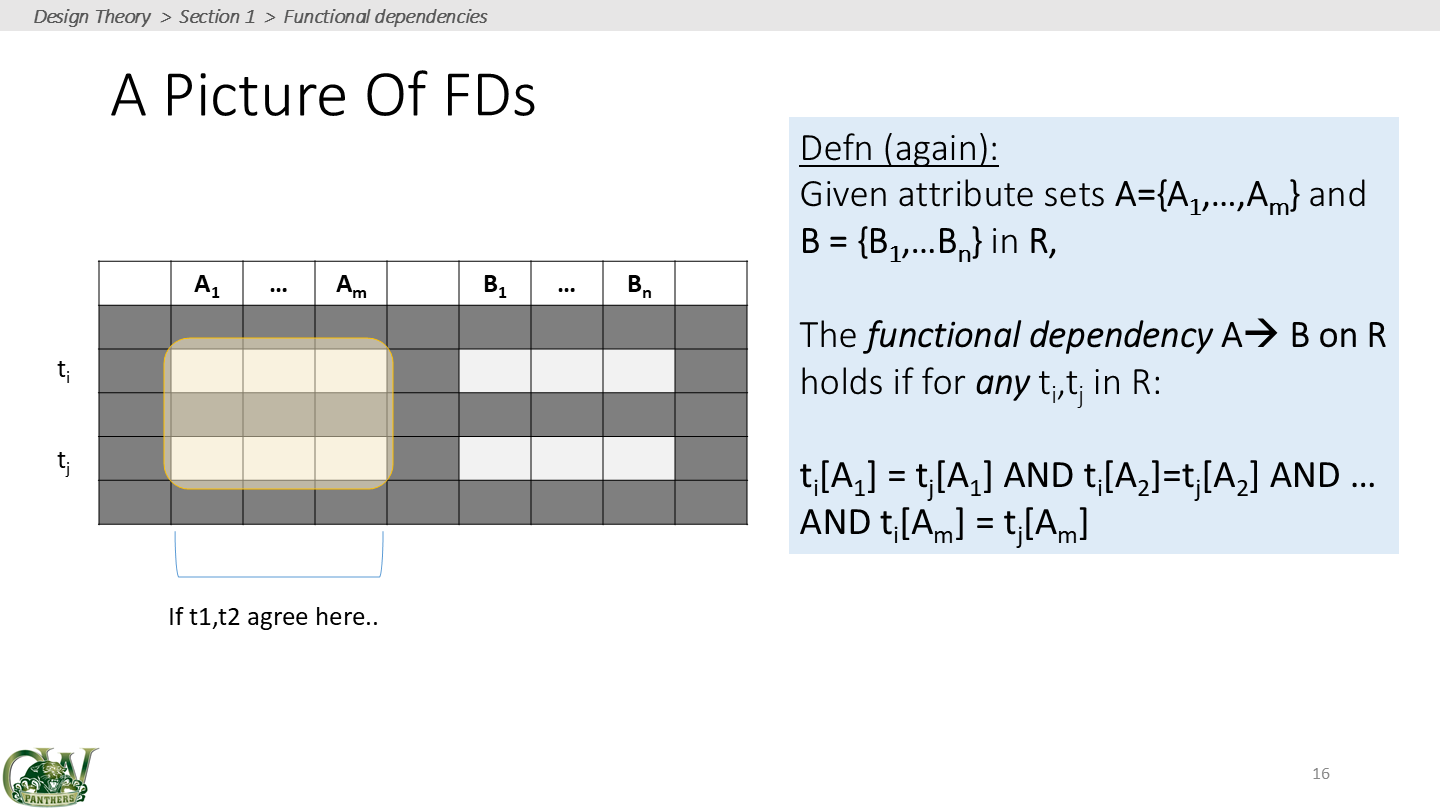 Design Theory > Section 1 > Functional dependencies
A Picture Of FDs
Defn (again):
Given attribute sets A={A1,…,Am} and
B = {B1,…Bn} in R,
The functional dependency A→ B on R
holds if for any ti,tj in R:
ti[A1] = tj[A1] AND ti[A2]=tj[A2] AND …
AND ti[Am] = tj[Am]
A1 … Am B1 … Bn
ti
tj
If t1,t2 agree here..
OW
PANTHERS
16